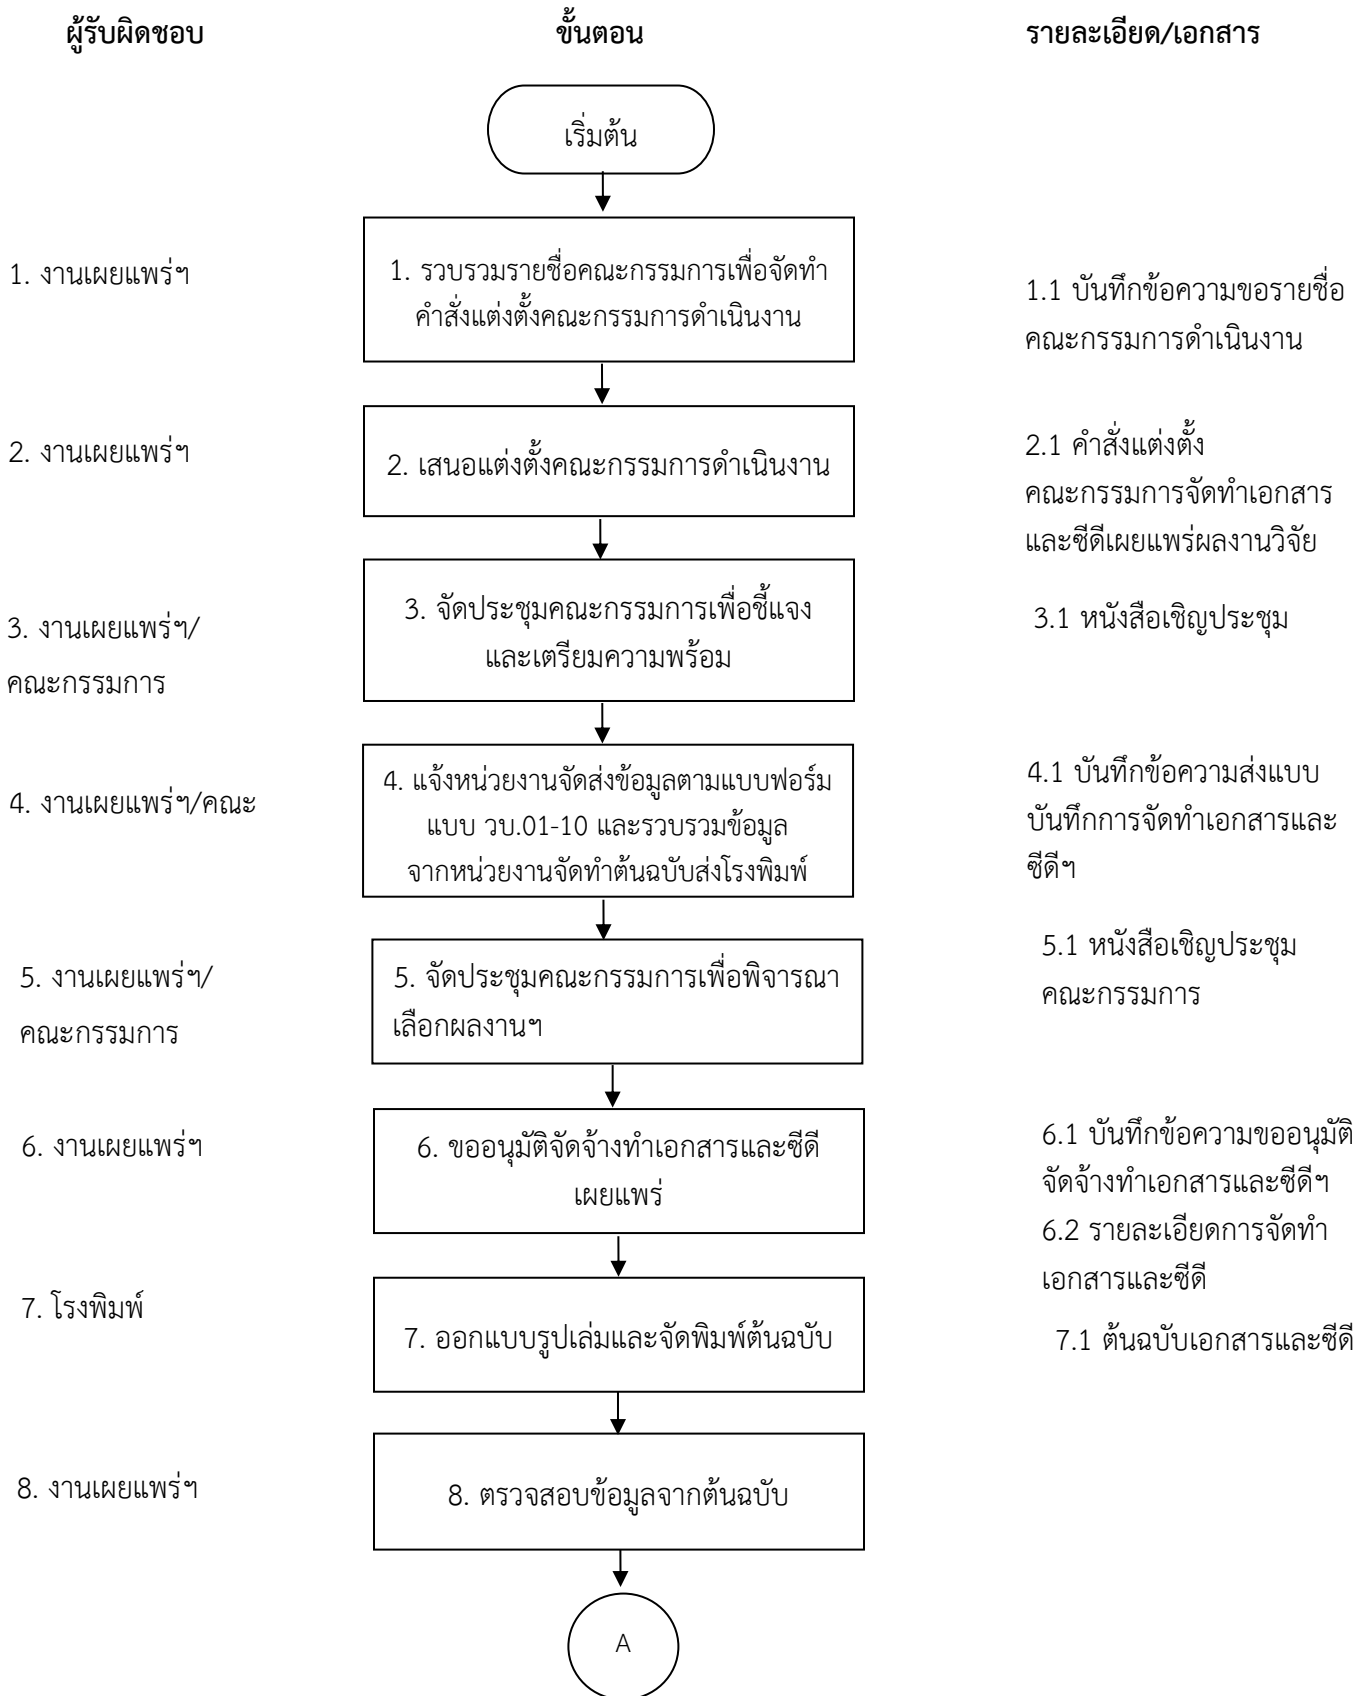 ผู้รับผิดชอบ
ขั้นตอน
รายละเอียด/เอกสาร
เริ่มต้น
1. งานเผยแพร่ฯ
1. รวบรวมรายชื่อคณะกรรมการเพื่อจัดทำ
คำสั่งแต่งตั้งคณะกรรมการดำเนินงาน
1.1 บันทึกข้อความขอรายชื่อ
คณะกรรมการดำเนินงาน
2. งานเผยแพร่ฯ
2. เสนอแต่งตั้งคณะกรรมการดำเนินงาน
2.1 คำสั่งแต่งตั้ง
คณะกรรมการจัดทำเอกสาร
และซีดีเผยแพร่ผลงานวิจัย
3. งานเผยแพร่ฯ/
คณะกรรมการ
3. จัดประชุมคณะกรรมการเพื่อชี้แจง
และเตรียมความพร้อม
3.1 หนังสือเชิญประชุม
4. งานเผยแพร่ฯ/คณะ
4. แจ้งหน่วยงานจัดส่งข้อมูลตามแบบฟอร์ม
แบบ วบ.01-10 และรวบรวมข้อมูล
จากหน่วยงานจัดทำต้นฉบับส่งโรงพิมพ์
4.1 บันทึกข้อความส่งแบบ
บันทึกการจัดทำเอกสารและ
ซีดีฯ
5. งานเผยแพร่ฯ/
คณะกรรมการ
5. จัดประชุมคณะกรรมการเพื่อพิจารณา
เลือกผลงานฯ
5.1 หนังสือเชิญประชุม
คณะกรรมการ
6. งานเผยแพร่ฯ
6. ขออนุมัติจัดจ้างทำเอกสารและซีดี
เผยแพร่
6.1 บันทึกข้อความขออนุมัติ
จัดจ้างทำเอกสารและซีดีฯ
6.2 รายละเอียดการจัดทำ
เอกสารและซีดี
7. โรงพิมพ์
7. ออกแบบรูปเล่มและจัดพิมพ์ต้นฉบับ
7.1 ต้นฉบับเอกสารและซีดี
8. งานเผยแพร่ฯ
8. ตรวจสอบข้อมูลจากต้นฉบับ
A